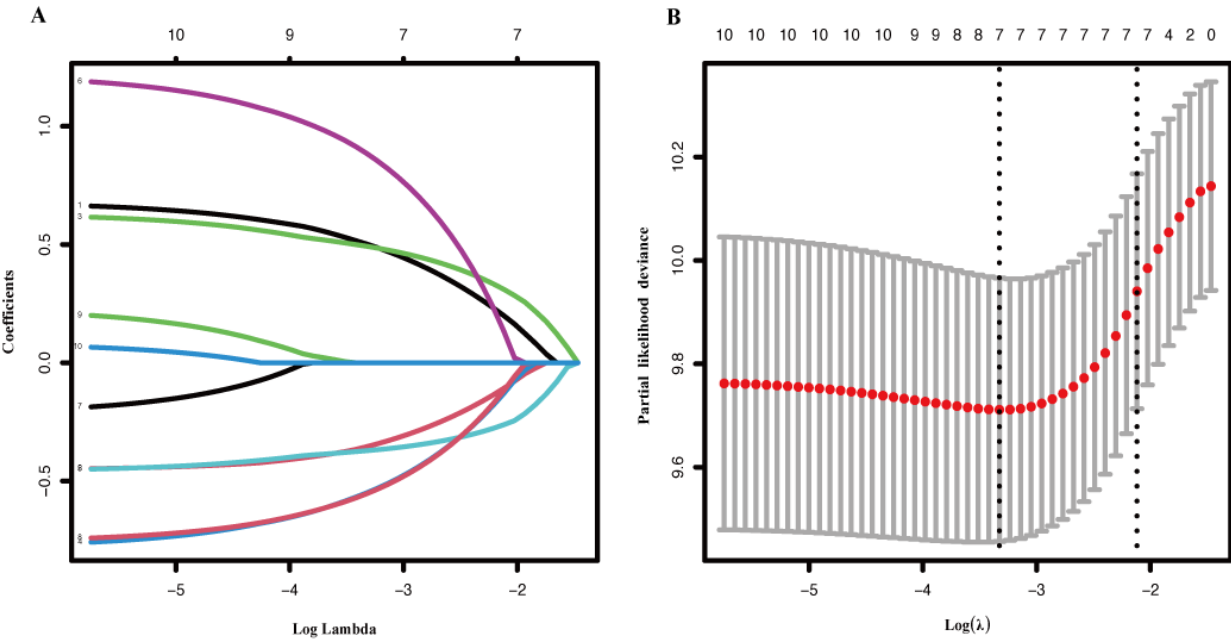 A
10 9 7 7
Coefficients
1.0
0.5
0.0
−0.5
6
1
3
9
10
7
8
4
−5 −4 −3 −2
Log Lambda
B
10 10 10 10 10 10 9 9 8 8 7 7 7 7 7 7 7 7 4 2 0
Partial likelihood deviance
10.2
10.0
9.8
9.6
−5 −4 −3 −2
Log(λ)